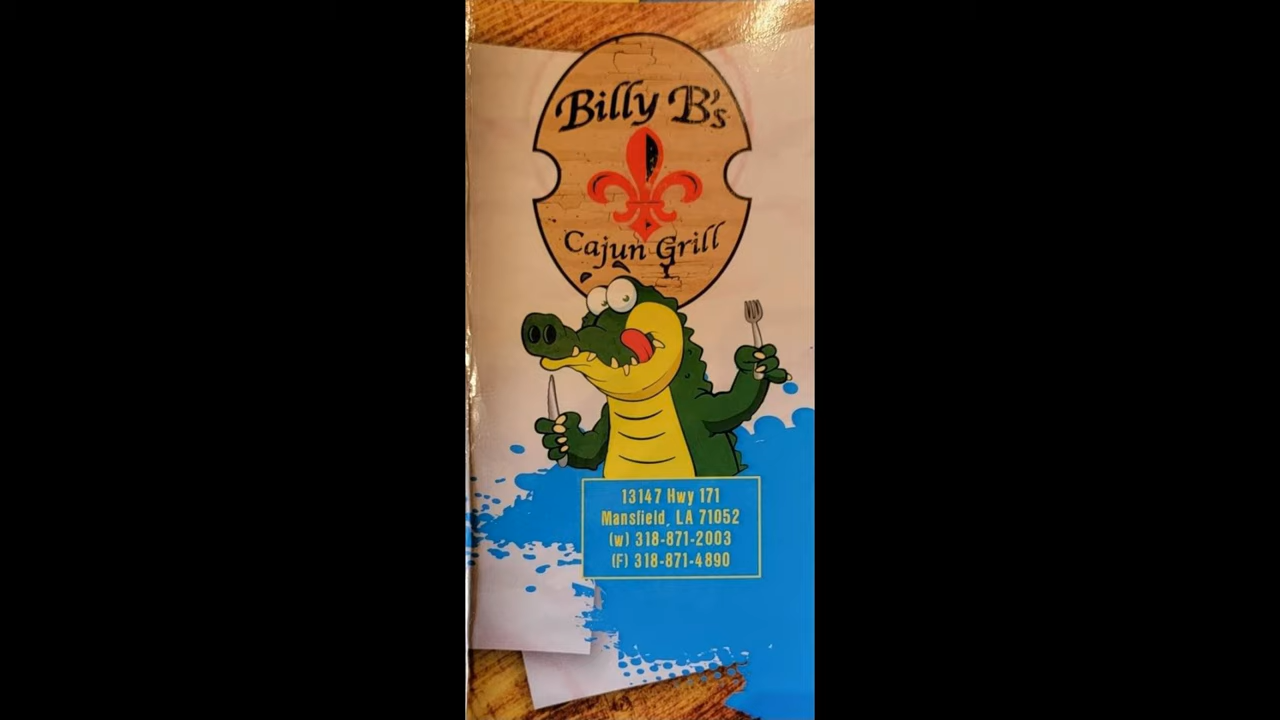 Billy B's
Cajun Grill
13147 Hwy 171
Mansfield, LA 71052
(w) 318-871-2003
(F) 318-871-4890